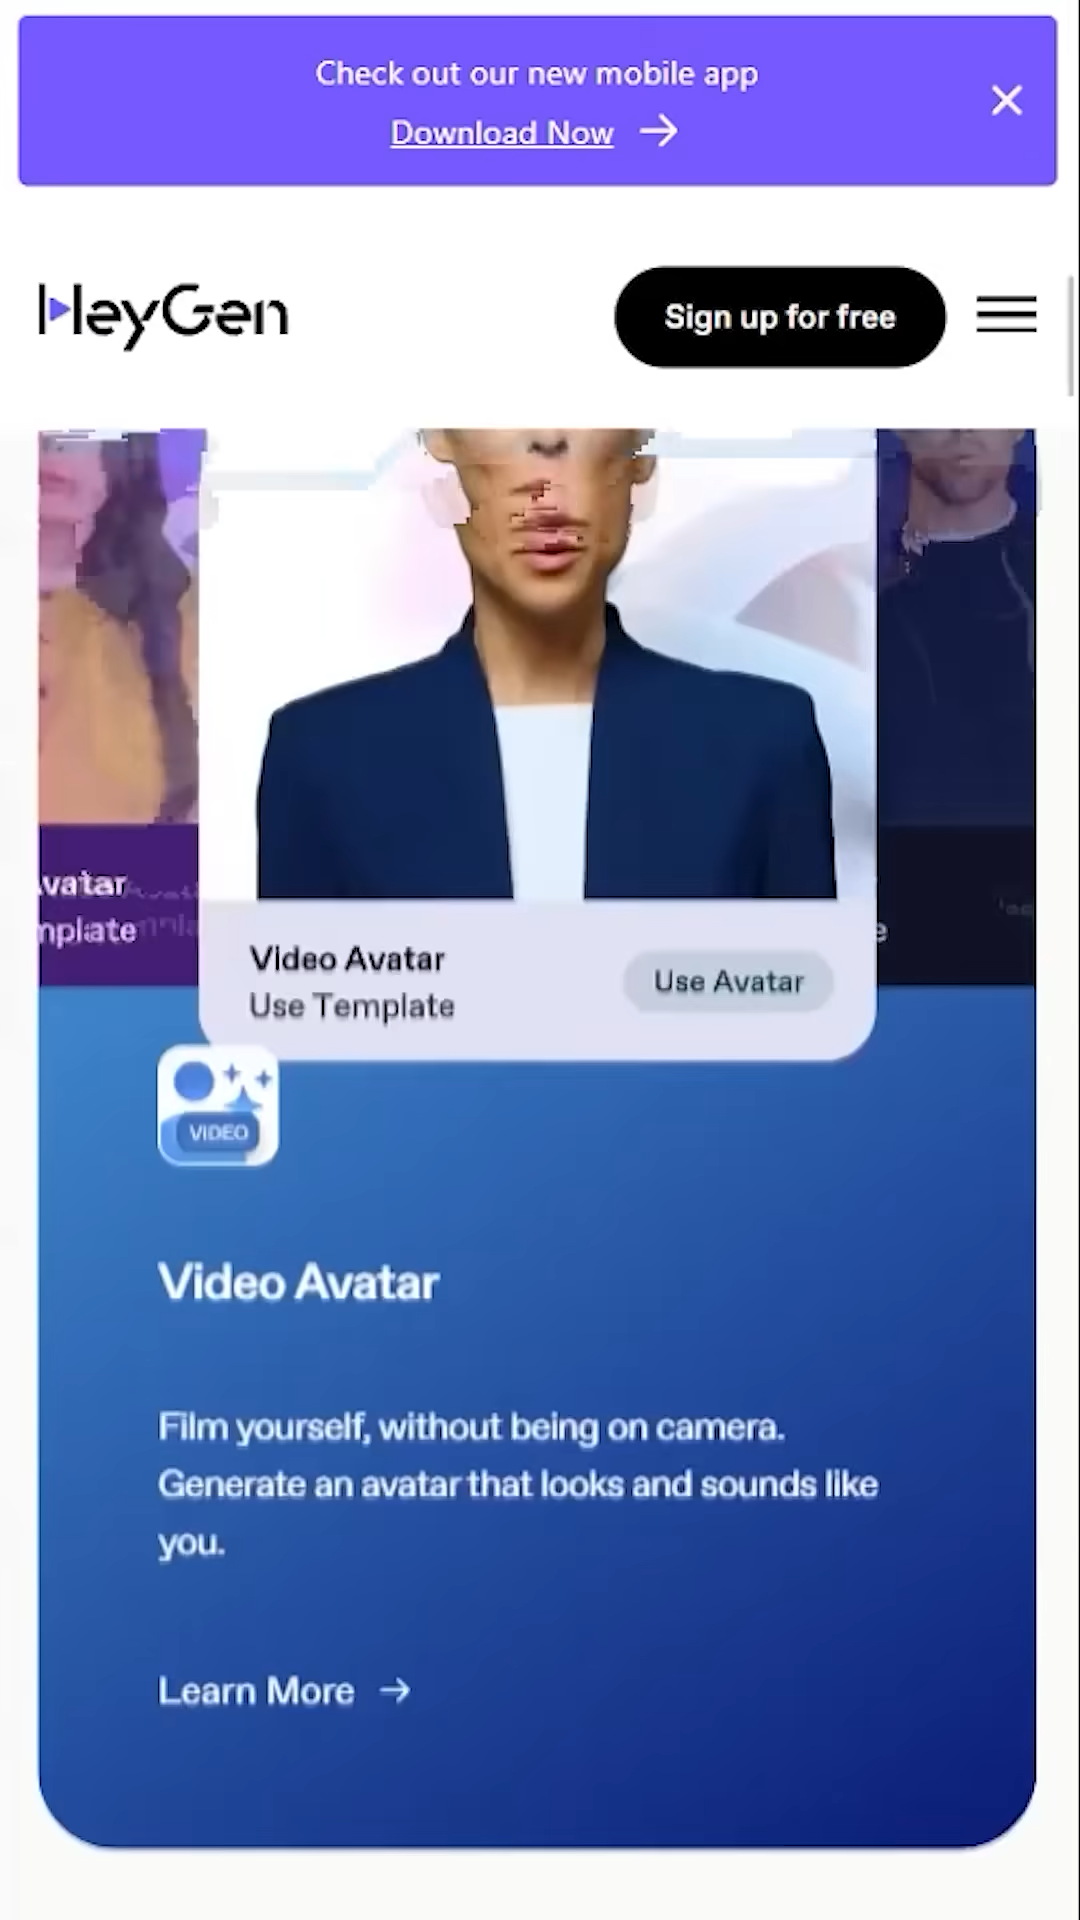 Check out our new mobile app
Download Now
HeyGen
Sign up for free
vatar
mplate
Video Avatar
Use Template
Use Avatar
e
VIDEO
Video Avatar
Film yourself, without being on camera.
Generate an avatar that looks and sounds like
you.
Learn More